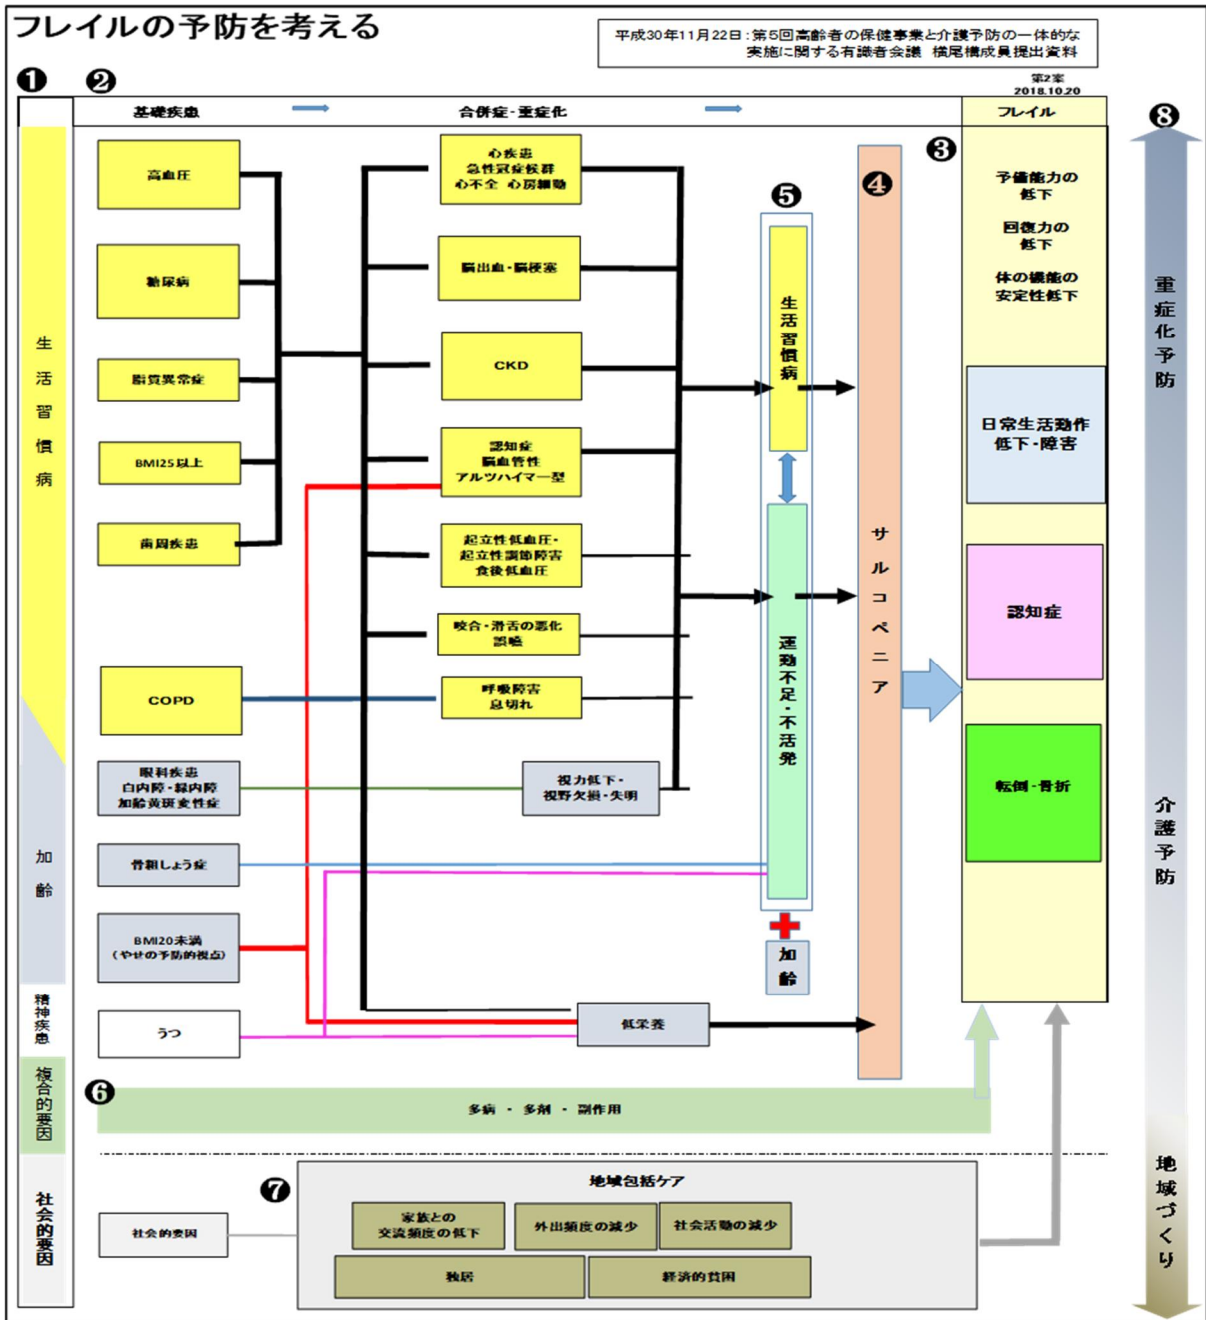 フレイルの予防を考える
平成30年11月22日:第5回高齢者の保健事業と介護予防の一体的な
実施に関する有識者会議 横尾構成員提出資料
第2案
2018.10.20
❶
❷
基礎疾患
合併症・重症化
フレイル
❸
❽
生活習慣病
加齢
精神疾患
複合的要因
社会的要因
高血圧
糖尿病
脂質異常症
BMI25以上
歯周疾患
COPD
眼科疾患
白内障・緑内障
加齢黄斑変性症
骨粗しょう症
BMI20未満
(やせの予防的視点)
うつ
心疾患
急性冠症候群
心不全 心房細動
脳出血・脳梗塞
CKD
認知症
脳血管性
アルツハイマー型
起立性低血圧・
起立性調節障害
食後低血圧
咬合・滑舌の悪化
誤嚥
呼吸障害
息切れ
視力低下・
視野欠損・失明
低栄養
❺
生活習慣病
運動不足・不活発
加齢
❹
サルコペニア
予備能力の
低下
回復力の
低下
体の機能の
安定性低下
日常生活動作
低下・障害
認知症
転倒・骨折
重症化予防
介護予防
地域づくり
❻
多病 ・ 多剤 ・ 副作用
❼
社会的要因
地域包括ケア
家族との
交流頻度の低下
外出頻度の減少
社会活動の減少
独居
経済的貧困